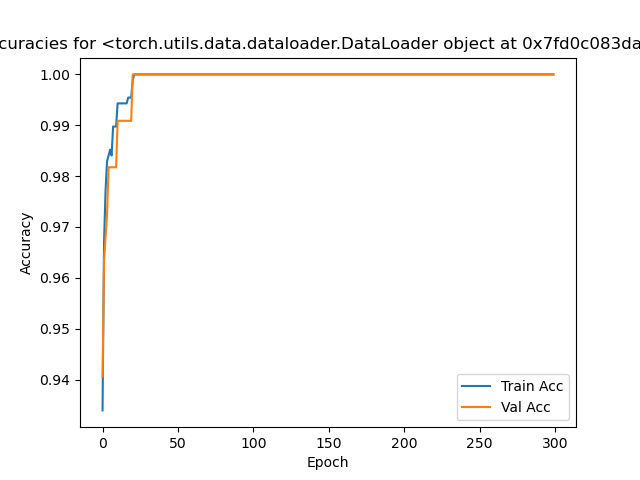 curacies for <torch.utils.data.dataloader.DataLoader object at 0x7fd0c083da
1.00
0.99
0.98
0.97
0.96
0.95
0.94
Accuracy
0
50
100
150
200
250
300
Epoch
Train Acc
Val Acc